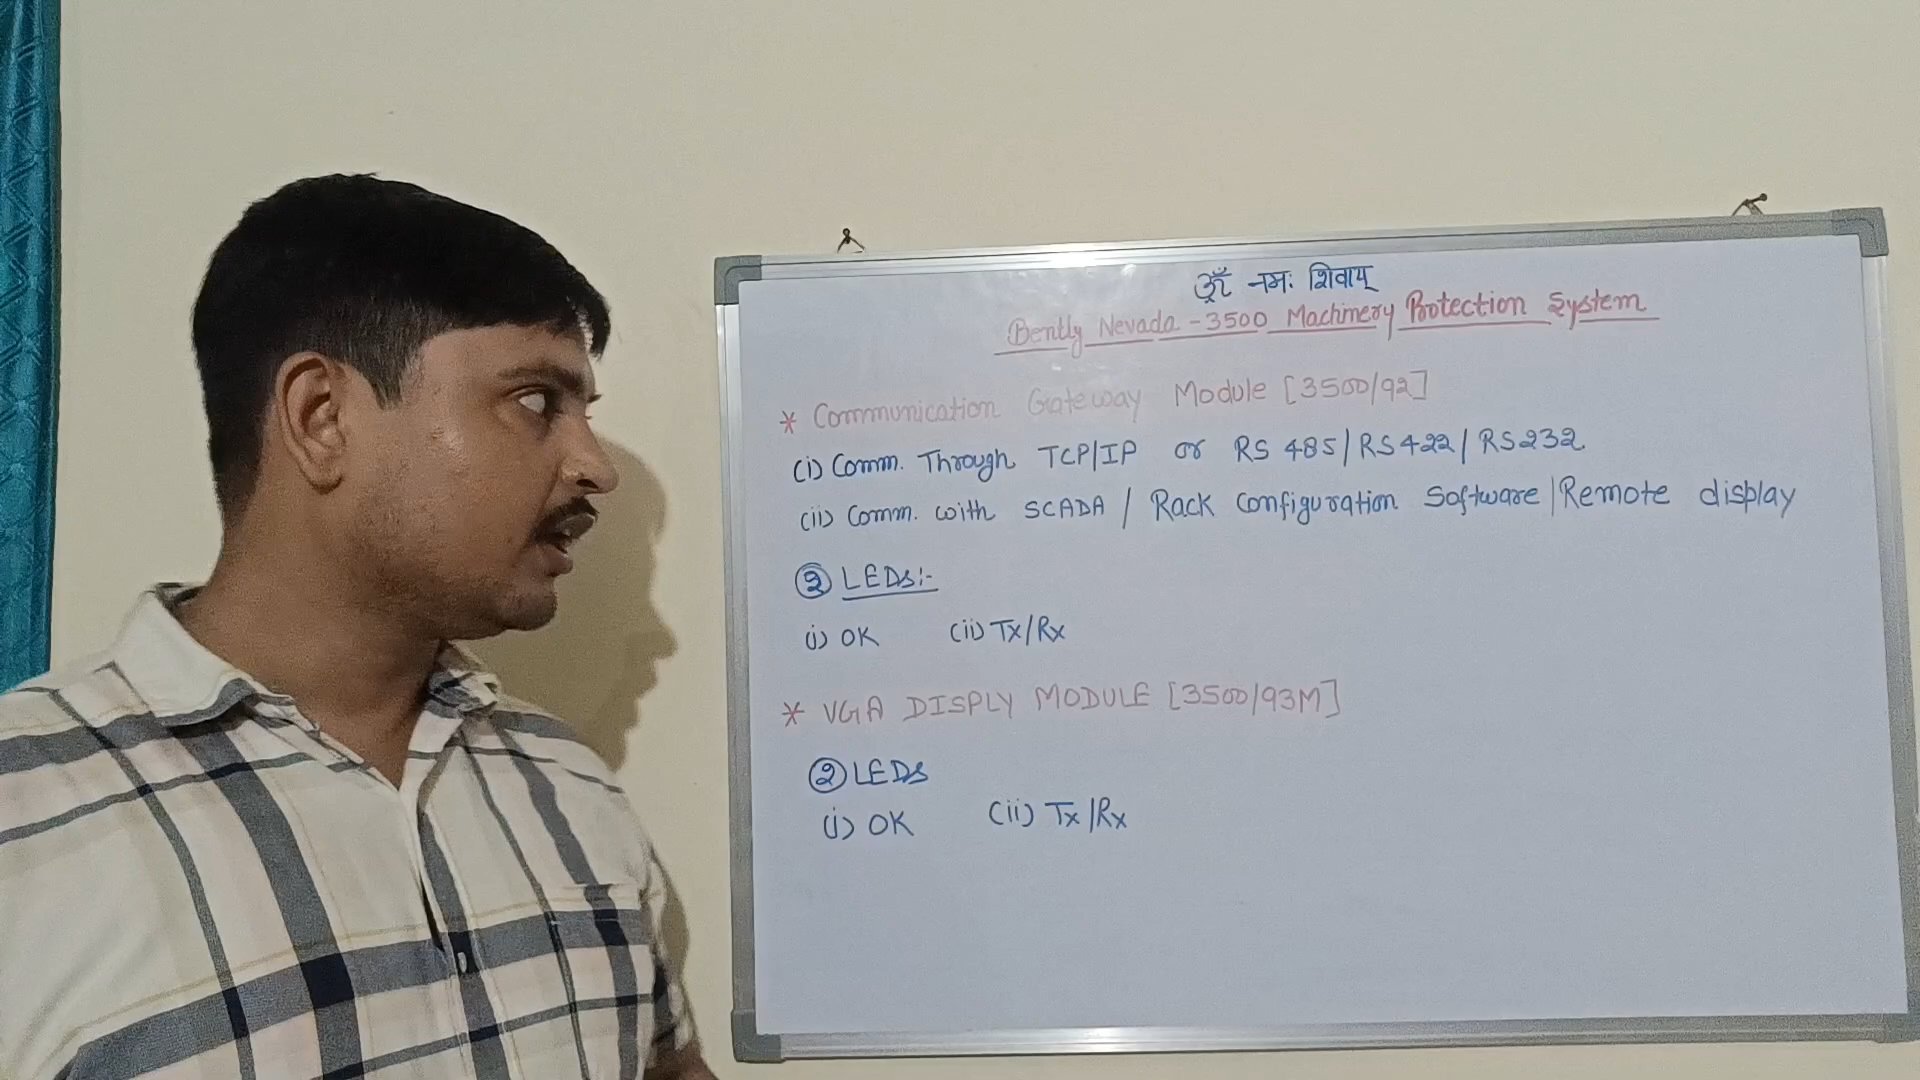 ॐ नमः शिवाय्
Bently Nevada - 3500 Machinery Protection System
* Communication Gateway Module [3500/92]
(i) Comm. Through TCP/IP or RS 485/RS422/RS232
(ii) Comm. with SCADA / Rack Configuration Software/Remote display
② LEDs:-
(i) OK (ii) Tx/Rx
* VGA DISPLY MODULE [3500/93M]
② LEDs
(i) OK (ii) Tx/Rx